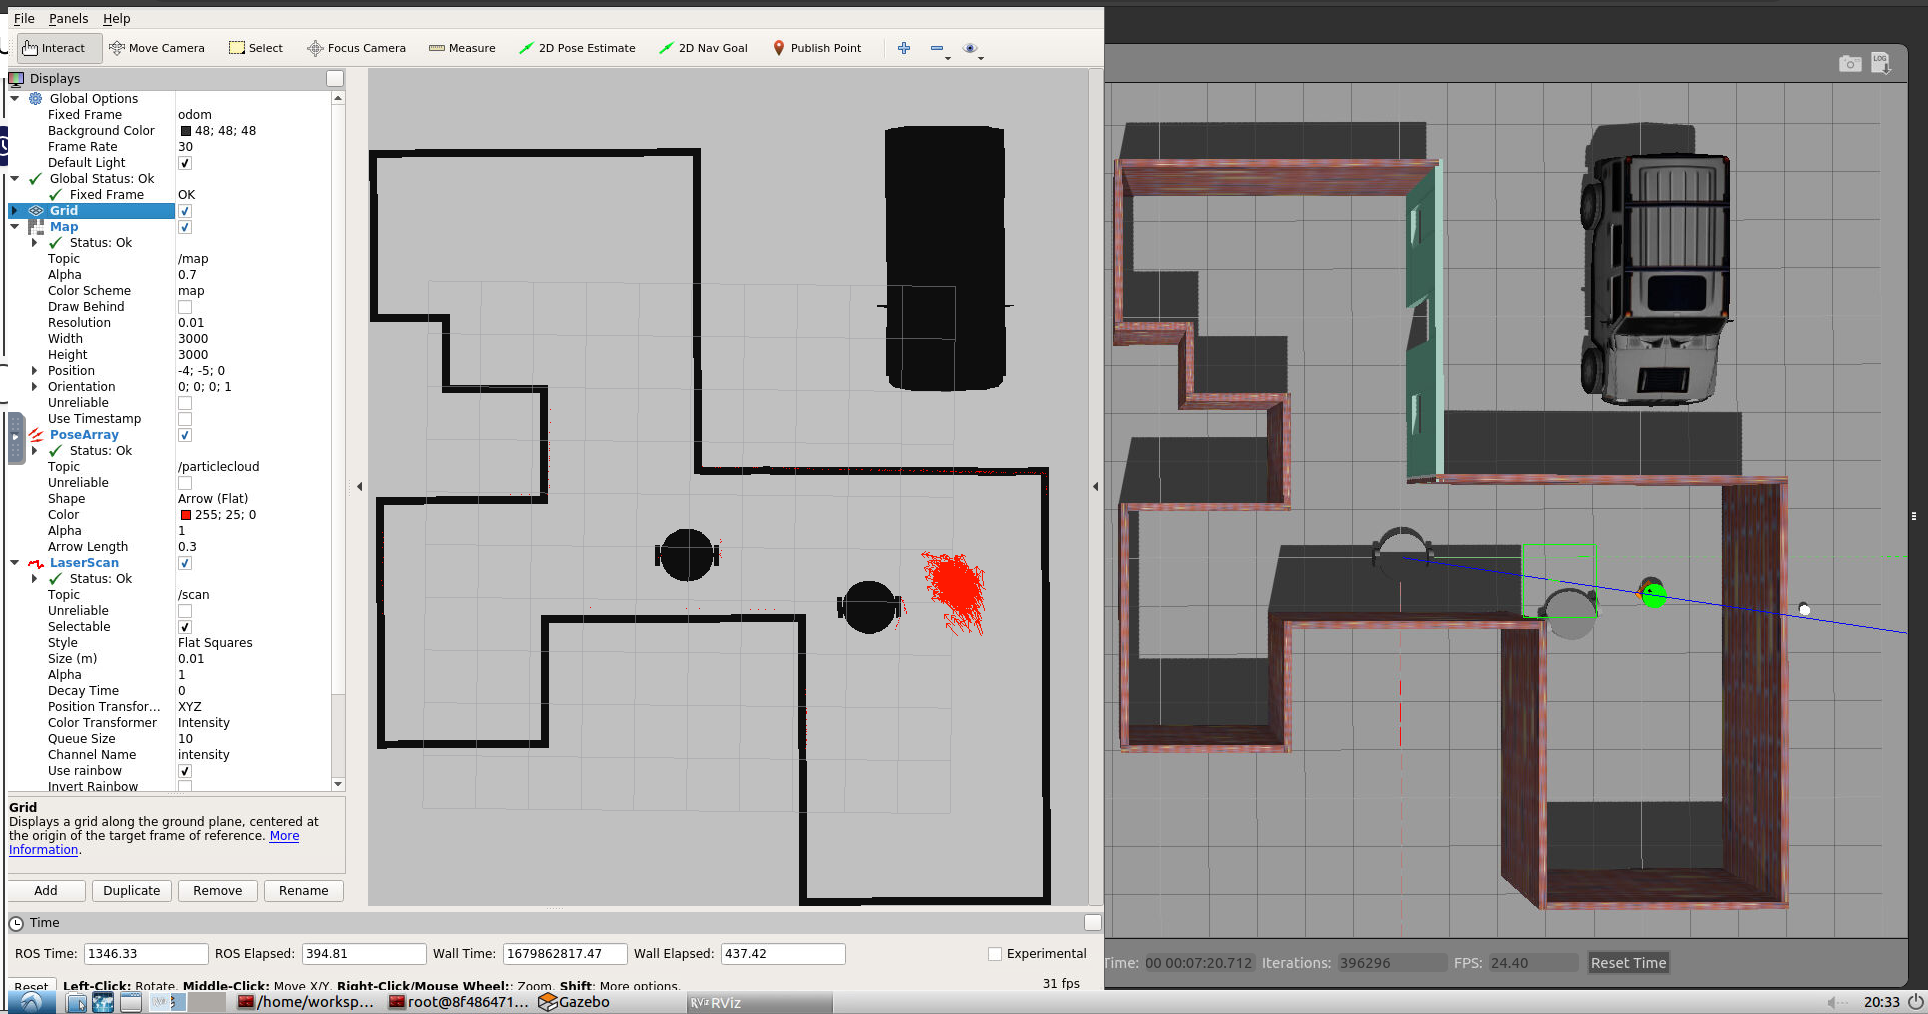 File Panels Help
Interact Move Camera Select Focus Camera Measure 2D Pose Estimate 2D Nav Goal Publish Point
Displays
Global Options
Fixed Frame odom
Background Color 48; 48; 48
Frame Rate 30
Default Light
Global Status: Ok
Fixed Frame OK
Grid
Map
Status: Ok
Topic /map
Alpha 0.7
Color Scheme map
Draw Behind
Resolution 0.01
Width 3000
Height 3000
Position -4; -5; 0
Orientation 0; 0; 0; 1
Unreliable
Use Timestamp
PoseArray
Status: Ok
Topic /particlecloud
Unreliable
Shape Arrow (Flat)
Color 255; 25; 0
Alpha 1
Arrow Length 0.3
LaserScan
Status: Ok
Topic /scan
Unreliable
Selectable
Style Flat Squares
Size (m) 0.01
Alpha 1
Decay Time 0
Position Transfor... XYZ
Color Transformer Intensity
Queue Size 10
Channel Name intensity
Use rainbow
Invert Rainbow
Grid
Displays a grid along the ground plane, centered at
the origin of the target frame of reference. More
Information.
Add Duplicate Remove Rename
Time
ROS Time: 1346.33 ROS Elapsed: 394.81 Wall Time: 1679862817.47 Wall Elapsed: 437.42 Experimental
Reset Left-Click: Rotate. Middle-Click: Move X/Y. Right-Click/Mouse Wheel:: Zoom. Shift: More options. 31 fps
LOG
Time: 00 00:07:20.712 Iterations: 396296 FPS: 24.40 Reset Time
/home/worksp... root@8f486471... Gazebo RViz RViz 20:33